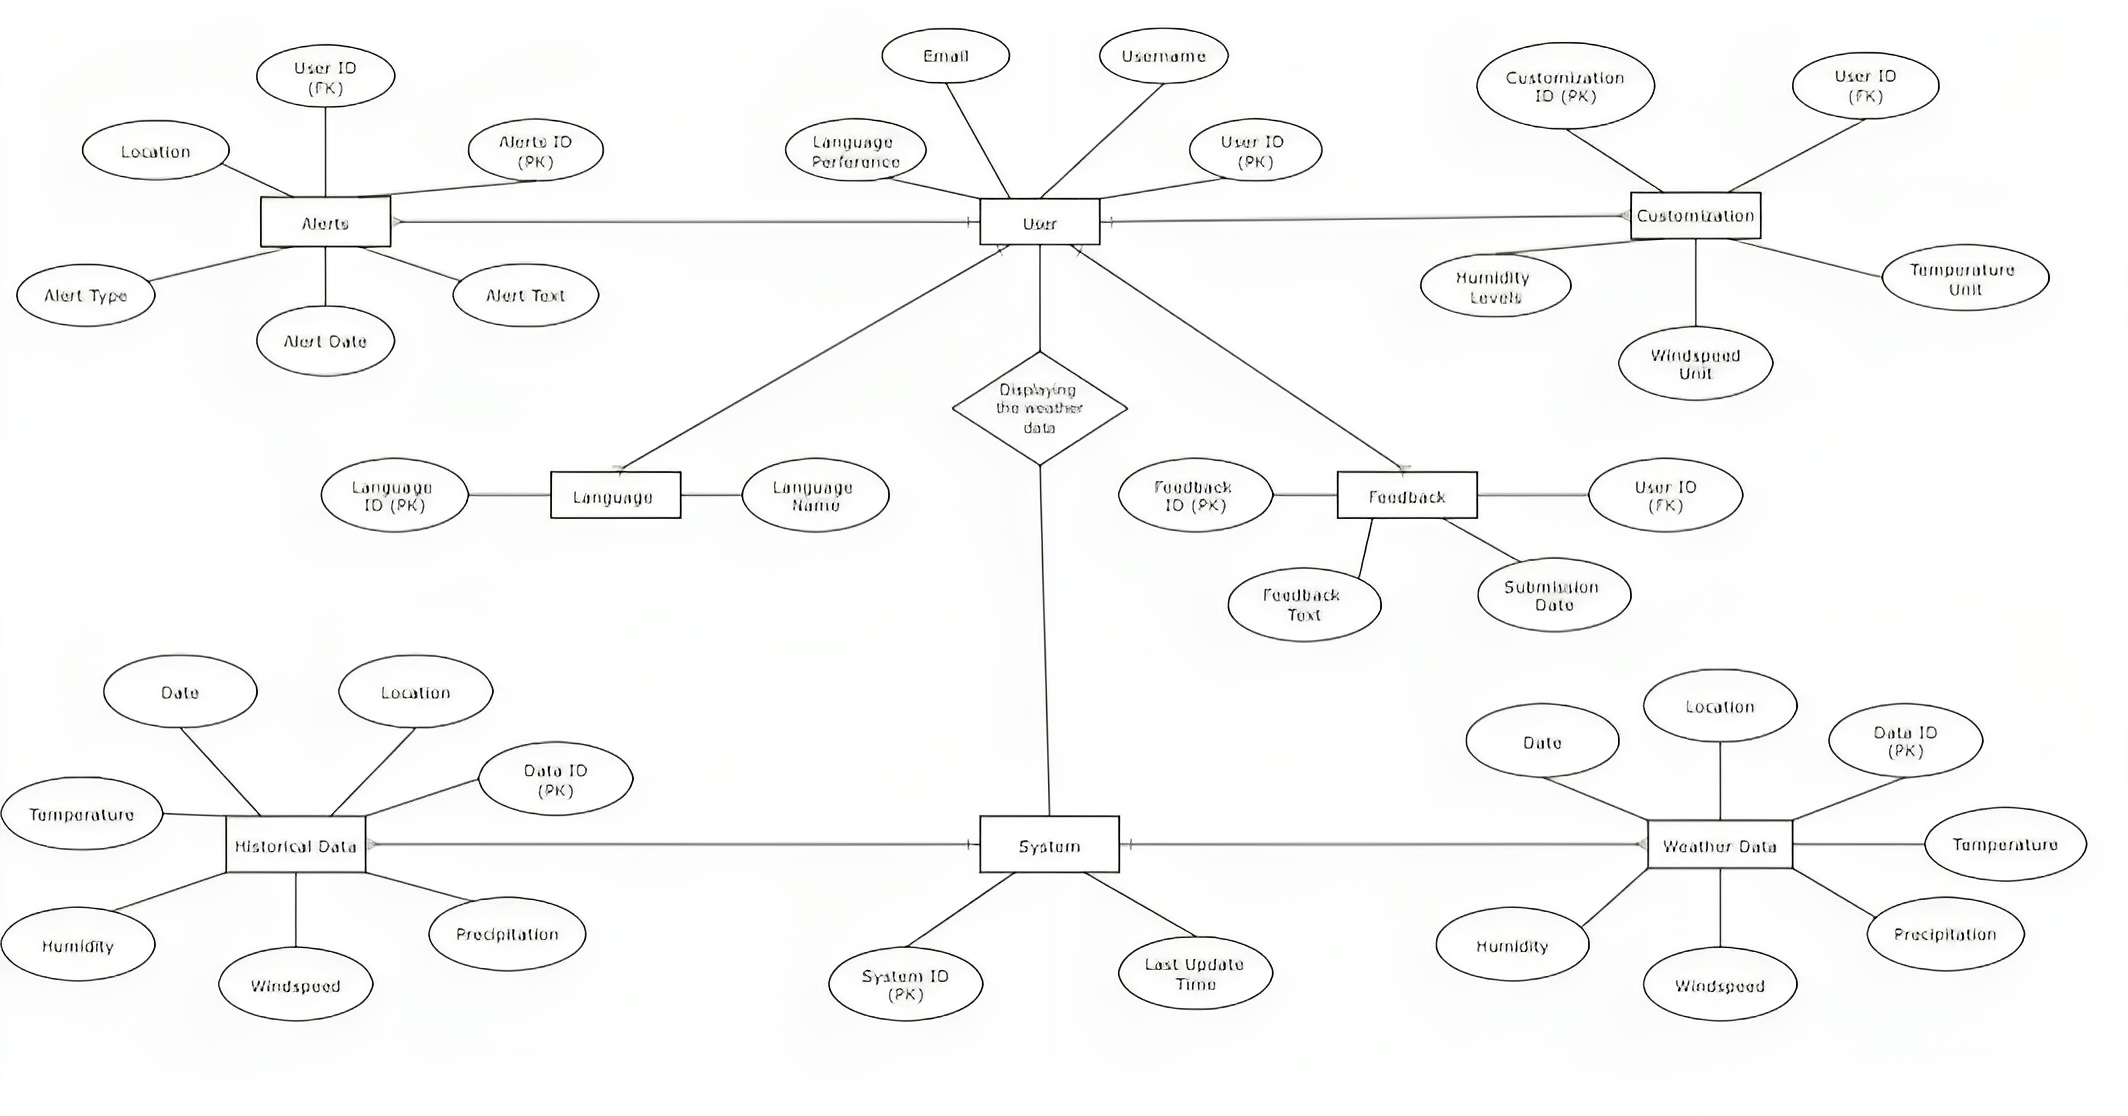 Email
Username
User ID
(FK)
Customization
ID (PK)
User ID
(FK)
Location
Alerts ID
(PK)
Language
Perference
User ID
(PK)
Alerts
User
Customization
Alert Type
Alert Date
Alert Text
Humidity
Levels
Windspeed
Unit
Temperature
Unit
Displaying
the weather
data
Language
ID (PK)
Language
Language
Name
Feedback
ID (PK)
Feedback
User ID
(FK)
Feedback
Text
Submission
Date
Date
Location
Data ID
(PK)
Temperature
Historical Data
Humidity
Windspeed
Precipitation
System
System ID
(PK)
Last Update
Time
Date
Location
Data ID
(PK)
Weather Data
Temperature
Humidity
Windspeed
Precipitation